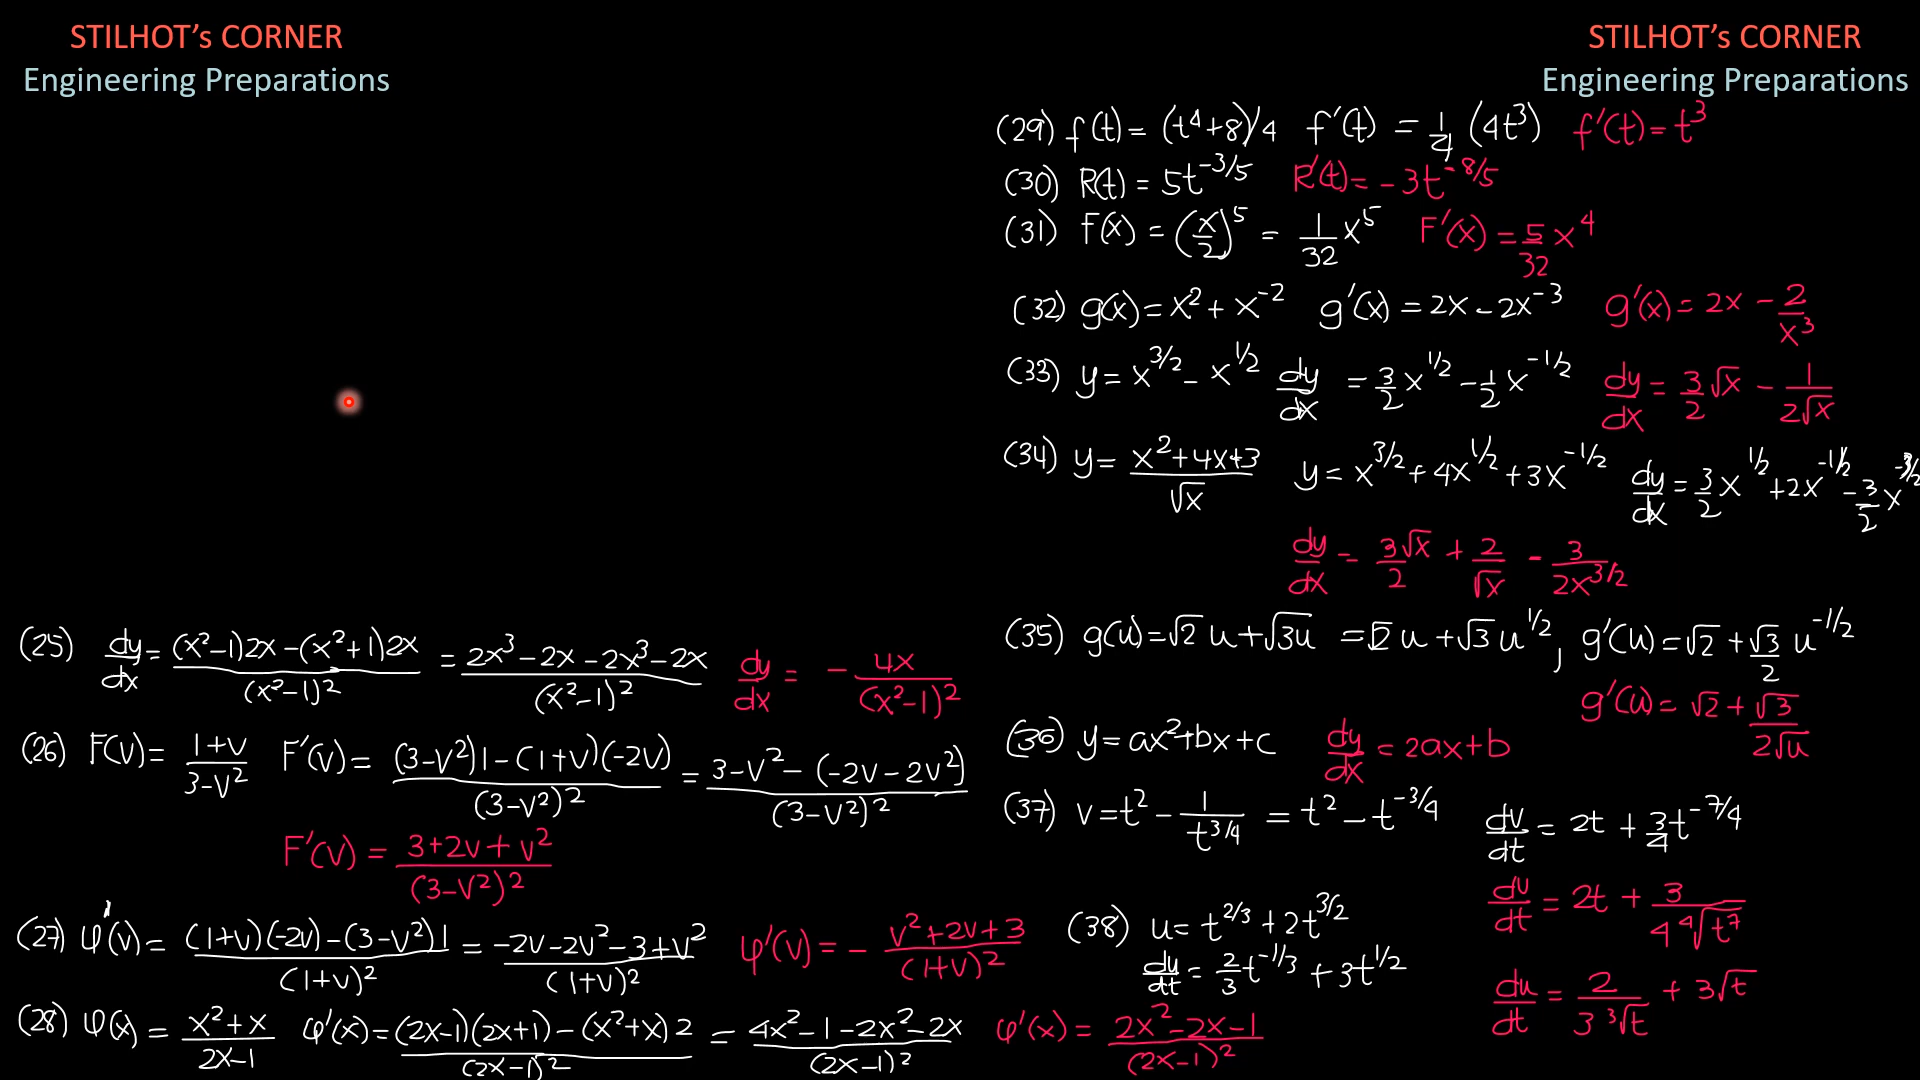 STILHOT's CORNER
Engineering Preparations
(25) dy/dx = ((x²-1)2x-(x²+1)2x)/(x²-1)² = (2x³-2x-2x³-2x)/(x²-1)² dy/dx = - 4x/(x²-1)²
(26) F(v) = (1+v)/(3-v²) F'(v) = ((3-v²)1-(1+v)(-2v))/(3-v²)² = (3-v²-(-2v-2v²))/(3-v²)²
F'(v) = (3+2v+v²)/(3-v²)²
(27) φ'(v) = ((1+v)(-2v)-(3-v²)1)/(1+v)² = (-2v-2v²-3+v²)/(1+v)² φ'(v) = - (v²+2v+3)/(1+v)²
(28) φ(x) = (x²+x)/(2x-1) φ'(x) = ((2x-1)(2x+1)-(x²+x)2)/(2x-1)² = (4x²-1-2x²-2x)/(2x-1)² φ'(x) = (2x²-2x-1)/(2x-1)²
STILHOT's CORNER
Engineering Preparations
(29) f(t) = (t⁴+8)/4 f'(t) = 1/4 (4t³) f'(t) = t³
(30) R(t) = 5t^(-3/5) R'(t) = -3t^(-8/5)
(31) F(x) = (x/2)⁵ = 1/32 x⁵ F'(x) = 5/32 x⁴
(32) g(x) = x² + x⁻² g'(x) = 2x - 2x⁻³ g'(x) = 2x - 2/x³
(33) y = x^(3/2) - x^(1/2) dy/dx = 3/2 x^(1/2) - 1/2 x^(-1/2) dy/dx = 3/2 √x - 1/(2√x)
(34) y = (x²+4x+3)/√x y = x^(3/2) + 4x^(1/2) + 3x^(-1/2) dy/dx = 3/2 x^(1/2) + 2x^(-1/2) - 3/2 x^(-3/2)
dy/dx = 3√x/2 + 2/√x - 3/(2x^(3/2))
(35) g(u) = √2 u + √3u = √2 u + √3 u^(1/2), g'(u) = √2 + √3/2 u^(-1/2)
g'(u) = √2 + √3/(2√u)
(36) y = ax²+bx+c dy/dx = 2ax+b
(37) v = t² - 1/t^(3/4) = t² - t^(-3/4) dv/dt = 2t + 3/4 t^(-7/4)
dv/dt = 2t + 3/(4 ⁴√t⁷)
(38) u = t^(2/3) + 2t^(3/2)
du/dt = 2/3 t^(-1/3) + 3t^(1/2) du/dt = 2/(3 ³√t) + 3√t